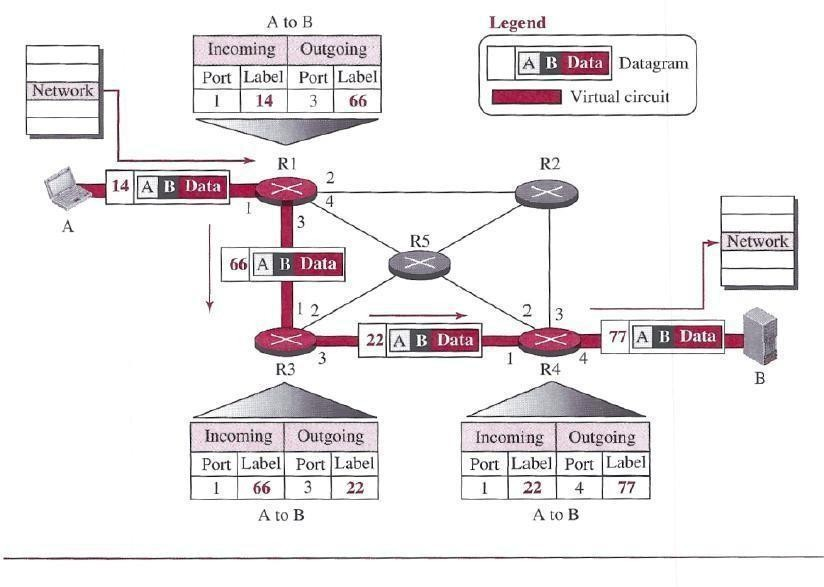 A to B
Incoming Outgoing
Port Label Port Label
1 14 3 66
Legend
A B Data Datagram
Virtual circuit
Network
R1
R2
14 A B Data
1
2
4
3
A
R5
66 A B Data
Network
1 2
2 3
22 A B Data
77 A B Data
3
1
4
R3
R4
B
Incoming Outgoing
Port Label Port Label
1 66 3 22
A to B
Incoming Outgoing
Port Label Port Label
1 22 4 77
A to B